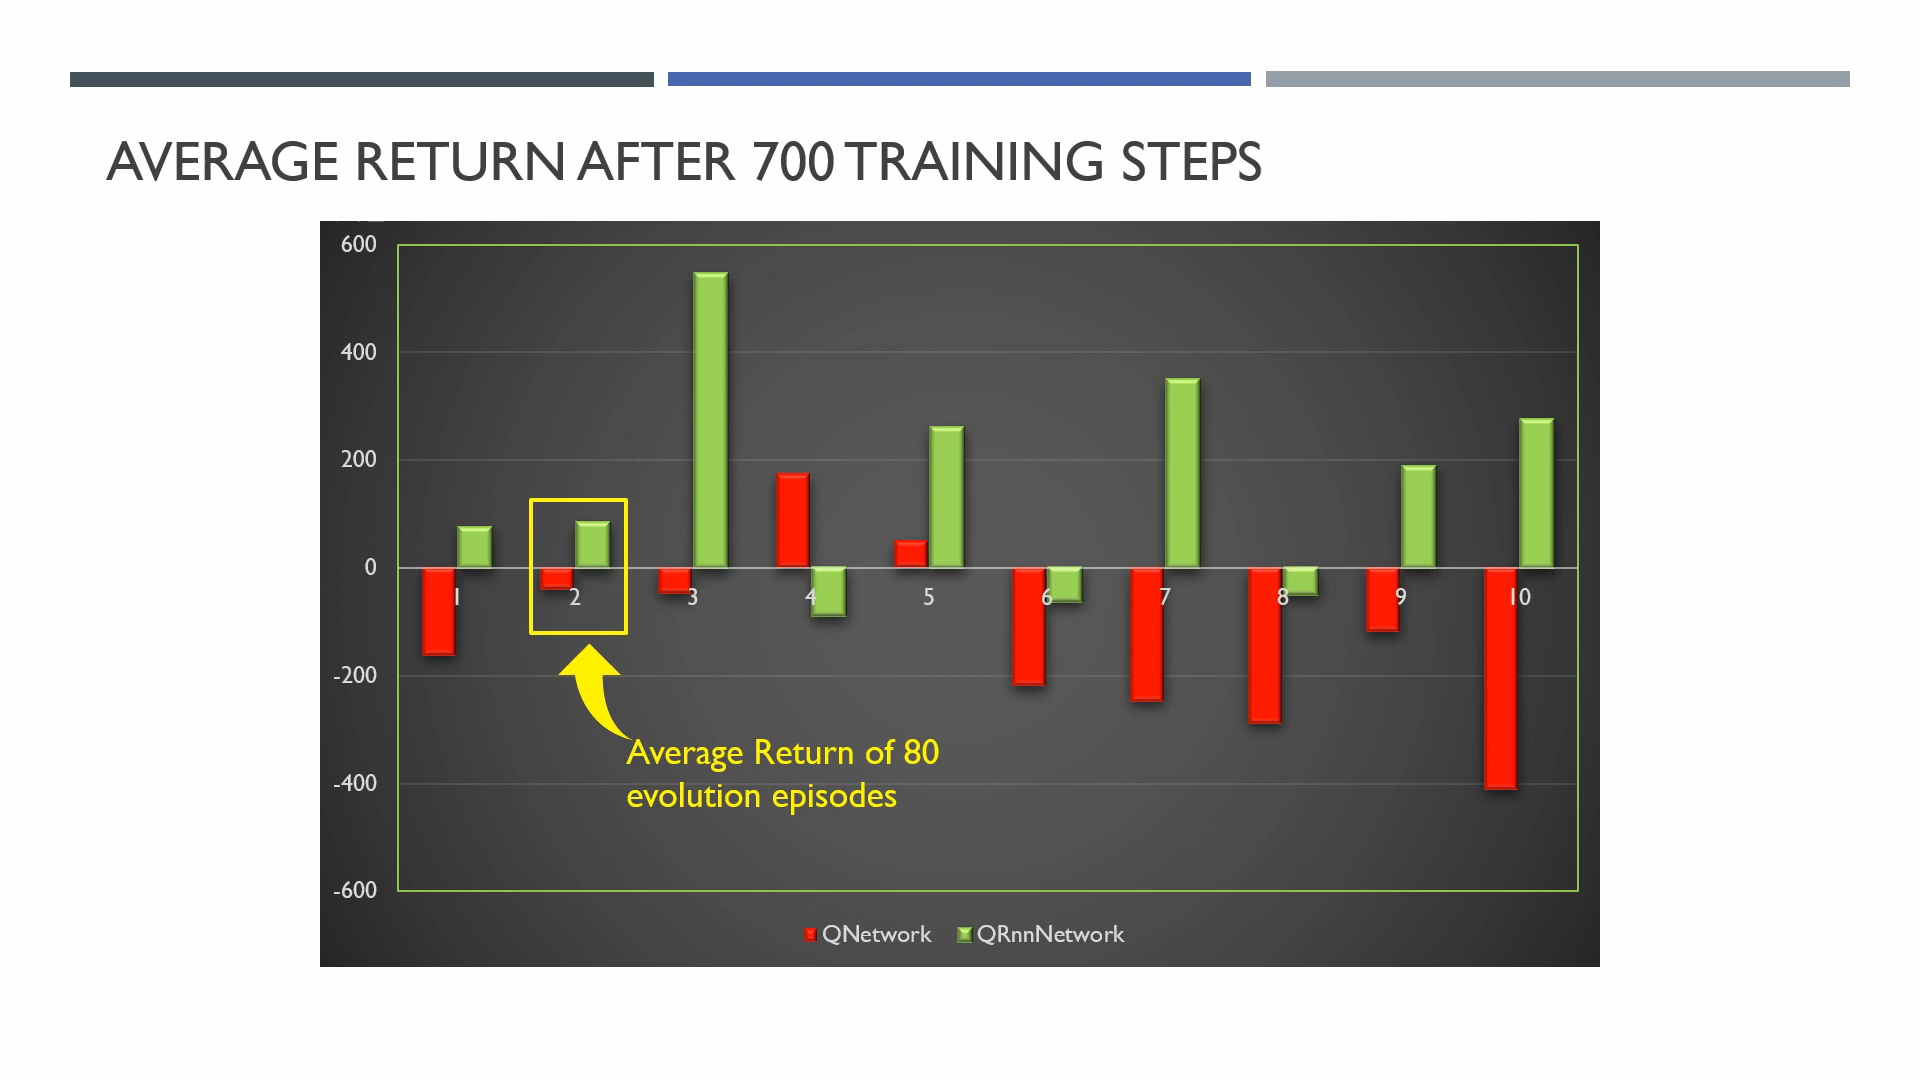 AVERAGE RETURN AFTER 700 TRAINING STEPS
600
400
200
0
-200
-400
-600
1 2 3 4 5 6 7 8 9 10
Average Return of 80
evolution episodes
QNetwork QRnnNetwork